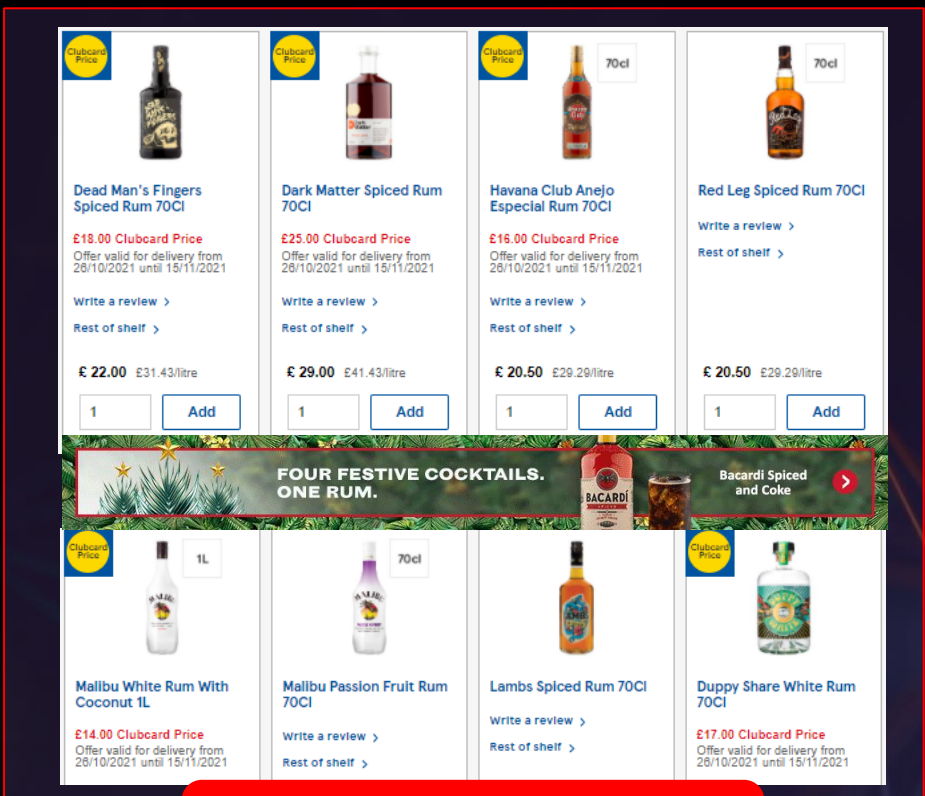 Clubcard
Price
Clubcard
Price
Clubcard
Price
70cl
70cl
Dead Man's Fingers
Spiced Rum 70Cl
£18.00 Clubcard Price
Offer valid for delivery from
26/10/2021 until 15/11/2021
Write a review >
Rest of shelf >
£ 22.00 £31.43/litre
1
Add
Dark Matter Spiced Rum
70Cl
£25.00 Clubcard Price
Offer valid for delivery from
26/10/2021 until 15/11/2021
Write a review >
Rest of shelf >
£ 29.00 £41.43/litre
1
Add
Havana Club Anejo
Especial Rum 70Cl
£16.00 Clubcard Price
Offer valid for delivery from
26/10/2021 until 15/11/2021
Write a review >
Rest of shelf >
£ 20.50 £29.29/litre
1
Add
Red Leg Spiced Rum 70Cl
Write a review >
Rest of shelf >
£ 20.50 £29.29/litre
1
Add
FOUR FESTIVE COCKTAILS.
ONE RUM.
BACARDÍ
Bacardi Spiced
and Coke
Clubcard
Price
1L
MALIBU
Malibu White Rum With
Coconut 1L
£14.00 Clubcard Price
Offer valid for delivery from
26/10/2021 until 15/11/2021
70cl
MALIBU
Malibu Passion Fruit Rum
70Cl
Write a review >
Rest of shelf >
Lambs Spiced Rum 70Cl
Write a review >
Rest of shelf >
Clubcard
Price
Duppy Share White Rum
70Cl
£17.00 Clubcard Price
Offer valid for delivery from
26/10/2021 until 15/11/2021